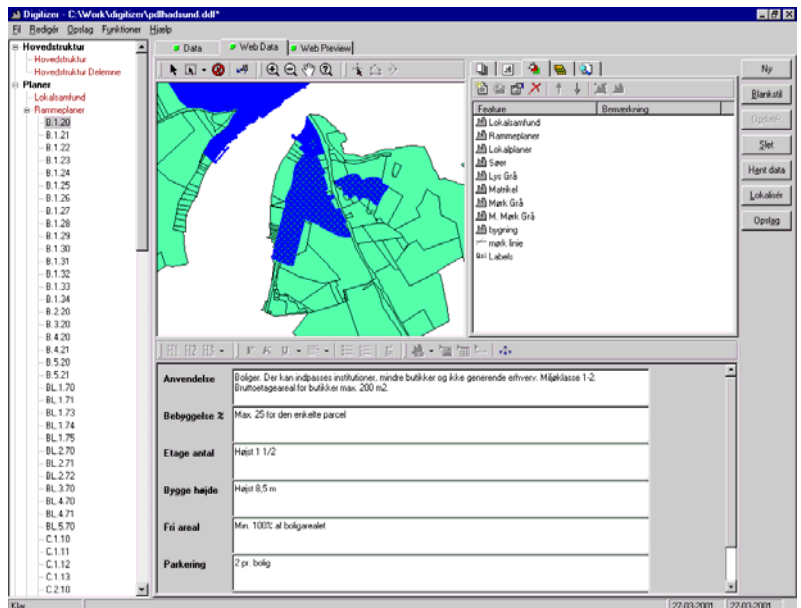 Digitizer - C:\Work\digitizer\pdlhadsund.ddl*
Fil Redigér Opslag Funktioner Hjælp
Data
Web Data
Web Preview
Hovedstruktur
Hovedstruktur
Hovedstruktur Delemne
Planer
Lokalsamfund
Rammeplaner
B.1.20
B.1.21
B.1.22
B.1.23
B.1.24
B.1.25
B.1.26
B.1.27
B.1.28
B.1.29
B.1.30
B.1.31
B.1.32
B.1.33
B.1.34
B.2.20
B.3.20
B.4.20
B.4.21
B.5.20
B.5.21
BL.1.70
BL.1.71
BL.1.73
BL.1.74
BL.1.75
BL.2.70
BL.2.71
BL.2.72
BL.3.70
BL.4.70
BL.4.71
BL.5.70
C.1.10
C.1.11
C.1.12
C.1.13
C.2.10
Feature Bemærkning
Lokalsamfund
Rammeplaner
Lokalplaner
Søer
Lys Grå
Matrikel
Mørk Grå
M. Mørk Grå
bygning
mørk linie
Labels
Ny
Blankstil
Opdatér
Slet
Hent data
Lokalisér
Opslag
H1 H2 H3
F K U
Anvendelse
Boliger. Der kan indpasses institutioner, mindre butikker og ikke generende erhverv. Miljøklasse 1-2.
Bruttoetageareal for butikker max. 200 m2.
Bebyggelse %
Max. 25 for den enkelte parcel
Etage antal
Højst 1 1/2
Bygge højde
Højst 8,5 m
Fri areal
Min. 100% af boligarealet
Parkering
2 pr. bolig
Klar
27.03.2001 27.03.2001